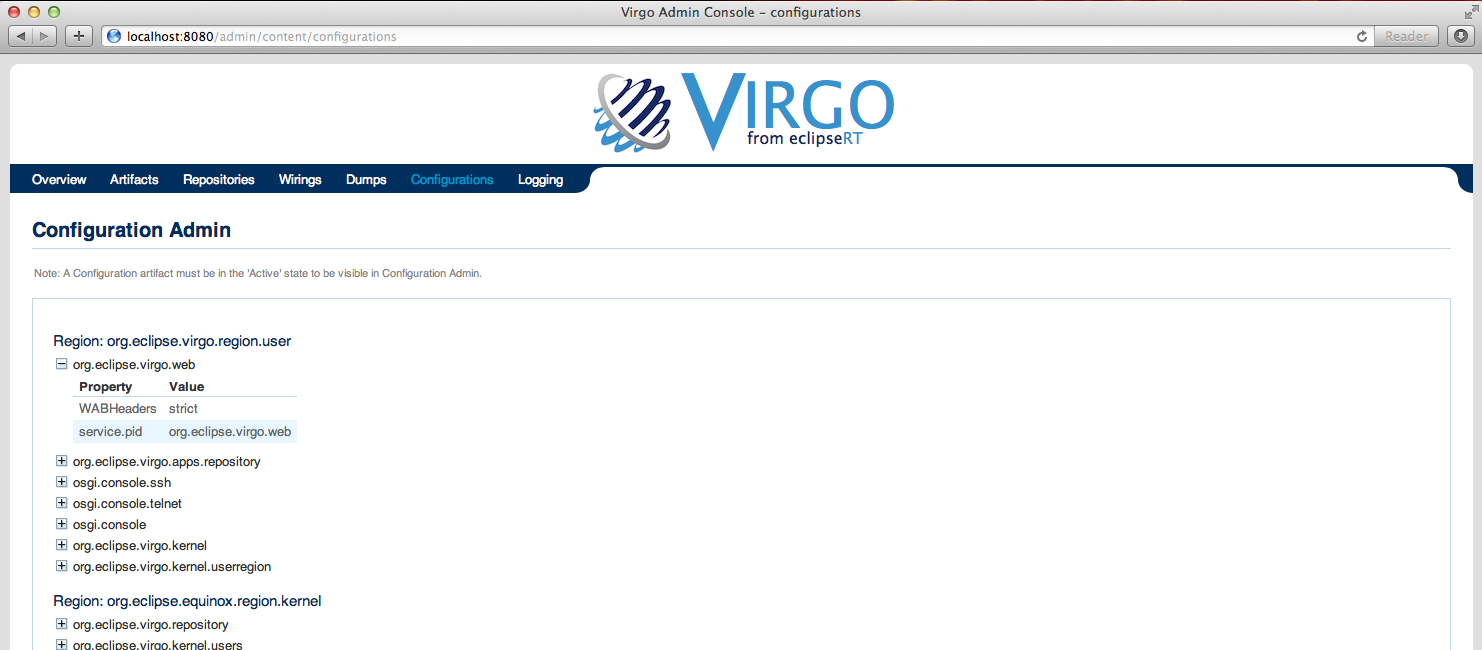 Virgo Admin Console – configurations
localhost:8080/admin/content/configurations
Reader
VIRGO
from eclipseRT
Overview Artifacts Repositories Wirings Dumps Configurations Logging
Configuration Admin
Note: A Configuration artifact must be in the 'Active' state to be visible in Configuration Admin.
Region: org.eclipse.virgo.region.user
org.eclipse.virgo.web
Property Value
WABHeaders strict
service.pid org.eclipse.virgo.web
org.eclipse.virgo.apps.repository
osgi.console.ssh
osgi.console.telnet
osgi.console
org.eclipse.virgo.kernel
org.eclipse.virgo.kernel.userregion
Region: org.eclipse.equinox.region.kernel
org.eclipse.virgo.repository
org.eclipse.virgo.kernel.users